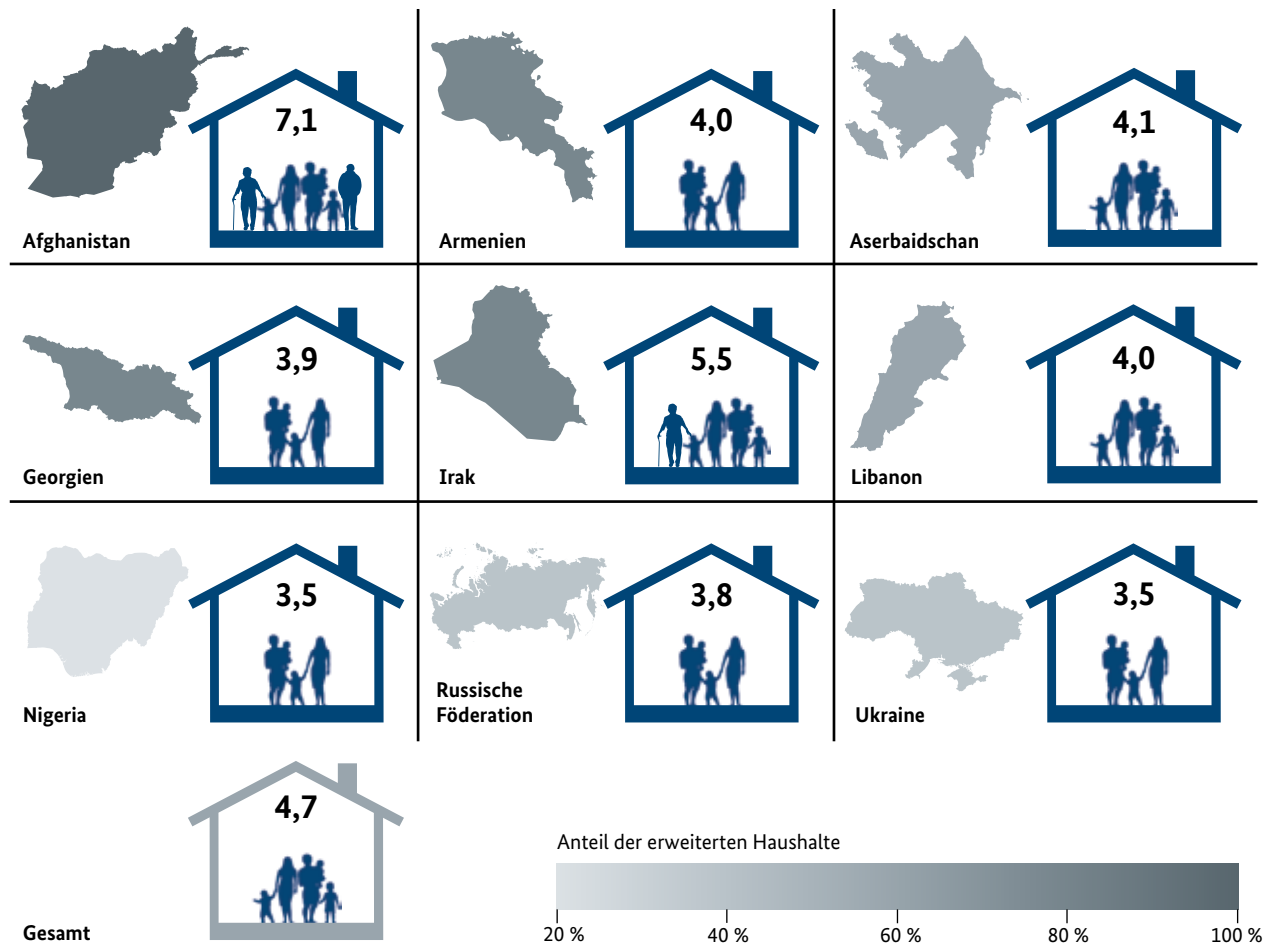 7,1
Afghanistan
4,0
Armenien
4,1
Aserbaidschan
3,9
Georgien
5,5
Irak
4,0
Libanon
3,5
Nigeria
3,8
Russische
Föderation
3,5
Ukraine
4,7
Gesamt
Anteil der erweiterten Haushalte
20 %
40 %
60 %
80 %
100 %